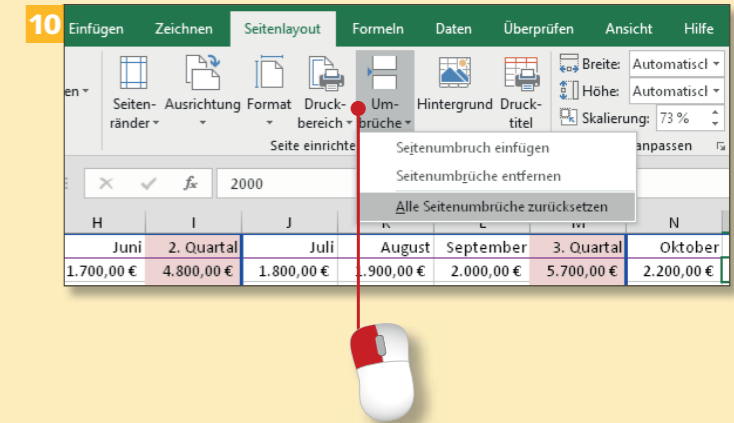 10
Einfügen Zeichnen Seitenlayout Formeln Daten Überprüfen Ansicht Hilfe
en
Seiten-
ränder
Ausrichtung
Format
Druck-
bereich
Um-
brüche
Hintergrund
Druck-
titel
Breite: Automatiscl
Höhe: Automatiscl
Skalierung: 73 %
Seite einrichte
anpassen
Seitenumbruch einfügen
Seitenumbrüche entfernen
Alle Seitenumbrüche zurücksetzen
fx 2000
H I J K L M N
Juni 2. Quartal Juli August September 3. Quartal Oktober
1.700,00 € 4.800,00 € 1.800,00 € 1.900,00 € 2.000,00 € 5.700,00 € 2.200,00 €